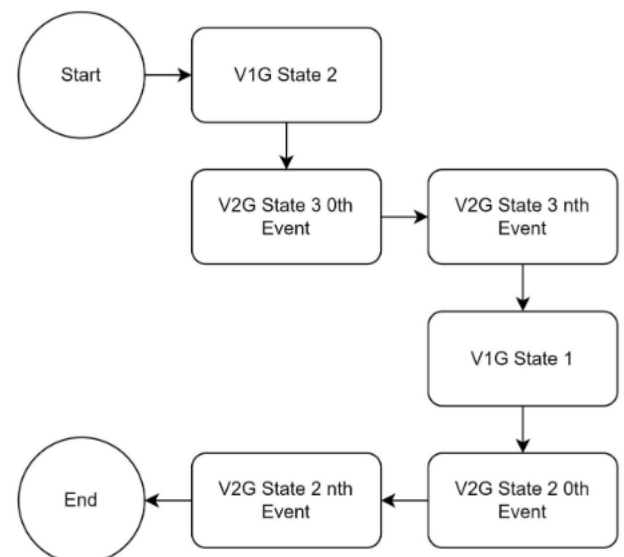 Start
V1G State 2
V2G State 3 0th
Event
V2G State 3 nth
Event
V1G State 1
V2G State 2 0th
Event
V2G State 2 nth
Event
End